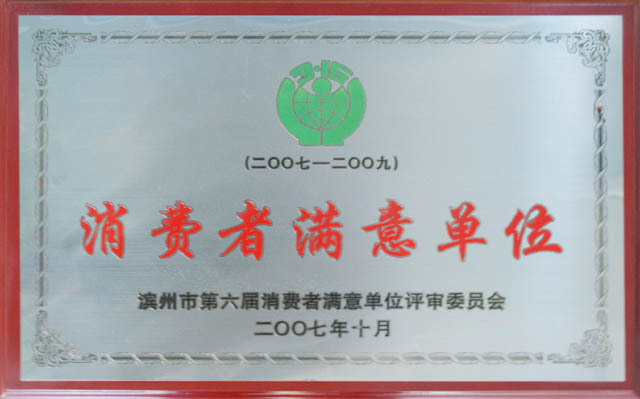 3·15
(二〇〇七—二〇〇九)
消费者满意单位
滨州市第六届消费者满意单位评审委员会
二〇〇七年十月